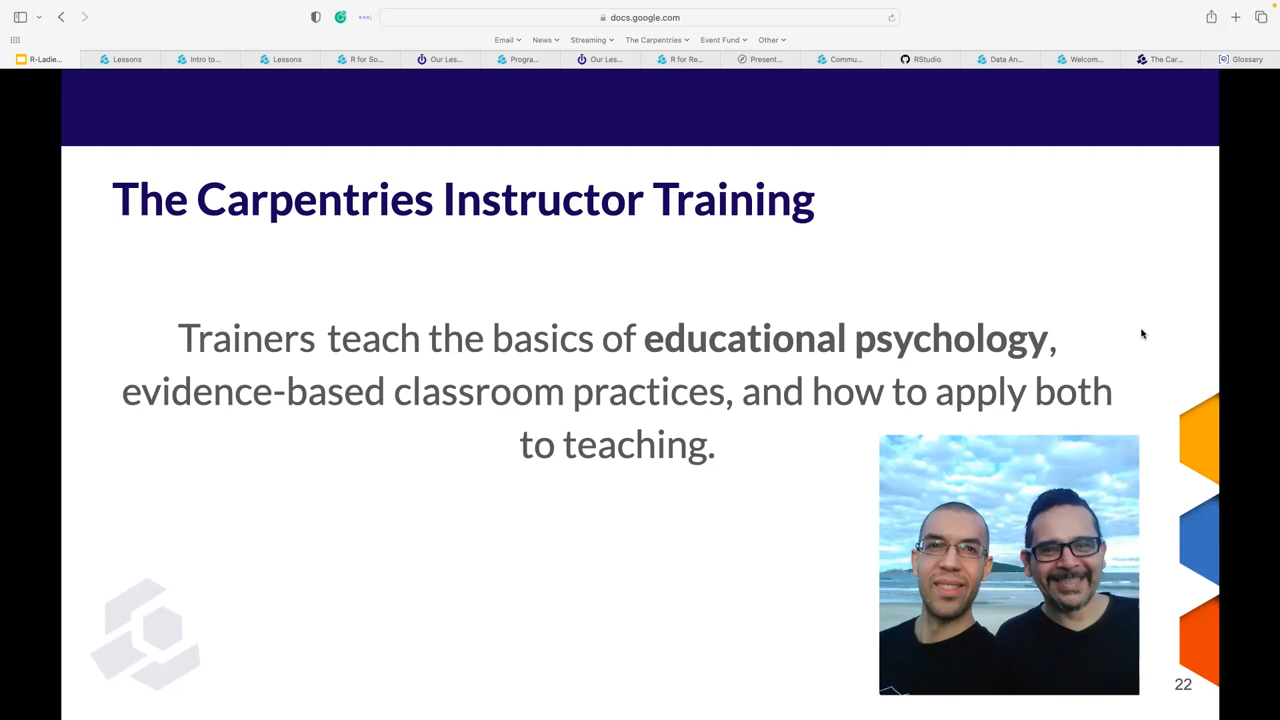 docs.google.com
Email News Streaming The Carpentries Event Fund Other
R-Ladie... Lessons Intro to... Lessons R for So... Our Les... Progra... Our Les... R for Re... Present... Commu... RStudio Data An... Welcom... The Car... Glossary
The Carpentries Instructor Training
Trainers teach the basics of educational psychology,
evidence-based classroom practices, and how to apply both
to teaching.
22